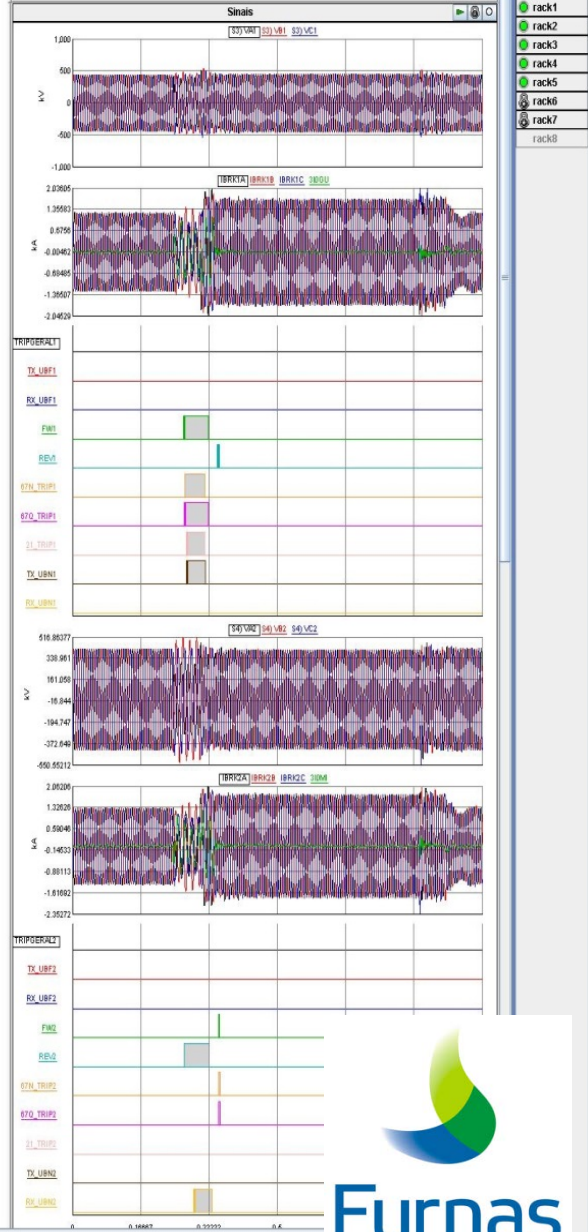 Sinais
rack1
rack2
rack3
rack4
rack5
rack6
rack7
rack8
S3) VA1 S3) VB1 S3) VC1
1,000
500
0
-500
-1,000
kV
IBRK1A IBRK1B IBRK1C 3I0GU
2.03605
1.35583
0.6756
-0.00462
-0.68485
-1.36507
-2.04529
kA
TRIPGERAL1
TX_UBF1
RX_UBF1
FW1
REV1
67N_TRIP1
67Q_TRIP1
21_TRIP1
TX_UBN1
RX_UBN1
S4) VA2 S4) VB2 S4) VC2
516.86377
338.961
161.058
-16.844
-194.747
-372.649
-550.55212
kV
IBRK2A IBRK2B IBRK2C 3I0MI
2.06206
1.32626
0.59046
-0.14533
-0.88113
-1.61692
-2.35272
kA
TRIPGERAL2
TX_UBF2
RX_UBF2
FW2
REV2
67N_TRIP2
67Q_TRIP2
21_TRIP2
TX_UBN2
RX_UBN2
0 0.16667 0.33333 0.5
Furnas